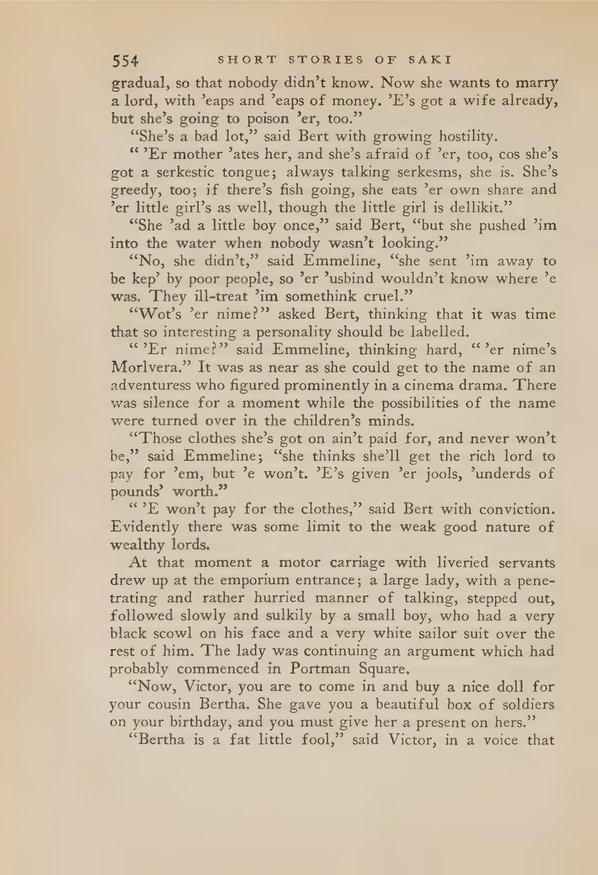 554 SHORT STORIES OF SAKI
gradual, so that nobody didn’t know. Now she wants to marry
a lord, with ’eaps and ’eaps of money. ’E’s got a wife already,
but she’s going to poison ’er, too.”
“She’s a bad lot,” said Bert with growing hostility.
“ ’Er mother ’ates her, and she’s afraid of ’er, too, cos she’s
got a serkestic tongue; always talking serkesms, she is. She’s
greedy, too; if there’s fish going, she eats ’er own share and
’er little girl’s as well, though the little girl is dellikit.”
“She ’ad a little boy once,” said Bert, “but she pushed ’im
into the water when nobody wasn’t looking.”
“No, she didn’t,” said Emmeline, “she sent ’im away to
be kep’ by poor people, so ’er ’usbind wouldn’t know where ’e
was. They ill-treat ’im somethink cruel.”
“Wot’s ’er nime?” asked Bert, thinking that it was time
that so interesting a personality should be labelled.
“ ’Er nime?” said Emmeline, thinking hard, “ ’er nime’s
Morlvera.” It was as near as she could get to the name of an
adventuress who figured prominently in a cinema drama. There
was silence for a moment while the possibilities of the name
were turned over in the children’s minds.
“Those clothes she’s got on ain’t paid for, and never won’t
be,” said Emmeline; “she thinks she’ll get the rich lord to
pay for ’em, but ’e won’t. ’E’s given ’er jools, ’underds of
pounds’ worth.”
“ ’E won’t pay for the clothes,” said Bert with conviction.
Evidently there was some limit to the weak good nature of
wealthy lords.
At that moment a motor carriage with liveried servants
drew up at the emporium entrance; a large lady, with a pene-
trating and rather hurried manner of talking, stepped out,
followed slowly and sulkily by a small boy, who had a very
black scowl on his face and a very white sailor suit over the
rest of him. The lady was continuing an argument which had
probably commenced in Portman Square.
“Now, Victor, you are to come in and buy a nice doll for
your cousin Bertha. She gave you a beautiful box of soldiers
on your birthday, and you must give her a present on hers.”
“Bertha is a fat little fool,” said Victor, in a voice that